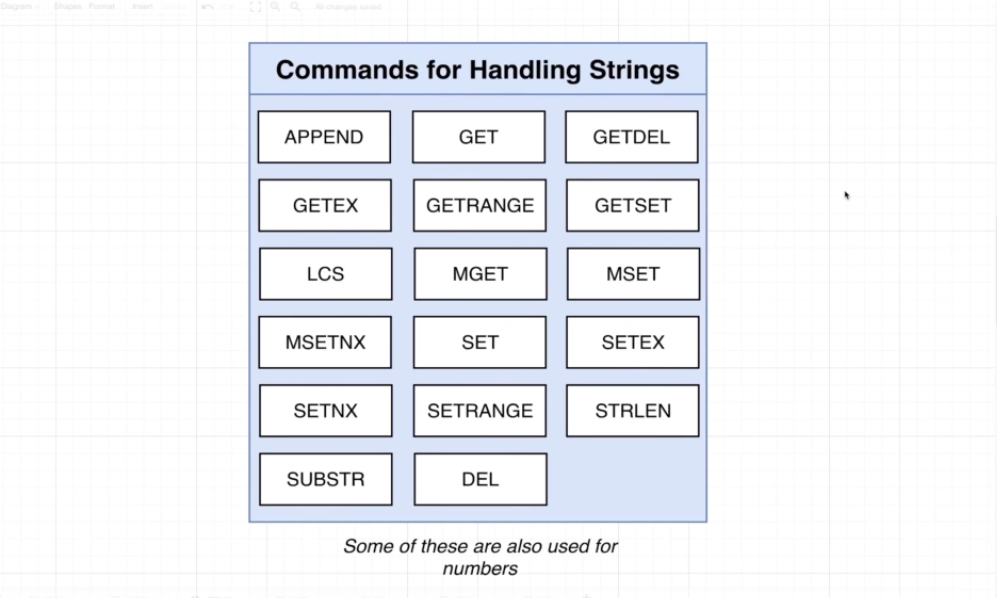 Diagram Shapes Format Insert All changes saved
Commands for Handling Strings
APPEND GET GETDEL
GETEX GETRANGE GETSET
LCS MGET MSET
MSETNX SET SETEX
SETNX SETRANGE STRLEN
SUBSTR DEL
Some of these are also used for
numbers